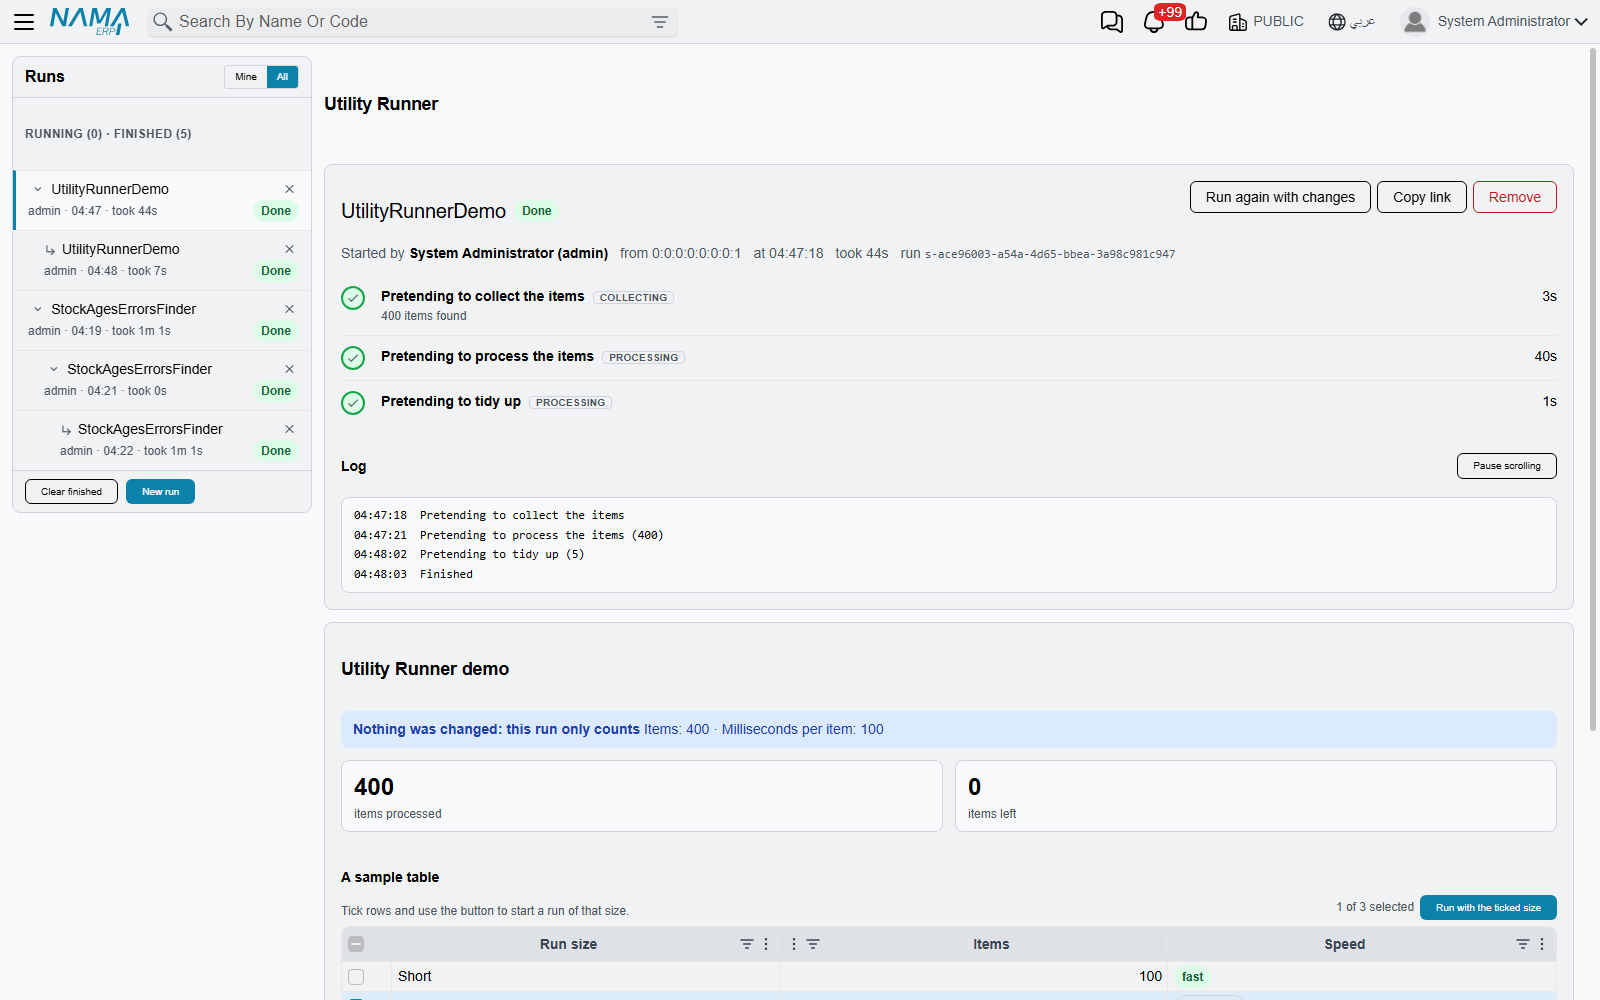 NAMA ERP
Search By Name Or Code
+99
PUBLIC
عربي
System Administrator
Runs
Mine
All
RUNNING (0) · FINISHED (5)
UtilityRunnerDemo
admin · 04:47 · took 44s
Done
UtilityRunnerDemo
admin · 04:48 · took 7s
Done
StockAgesErrorsFinder
admin · 04:19 · took 1m 1s
Done
StockAgesErrorsFinder
admin · 04:21 · took 0s
Done
StockAgesErrorsFinder
admin · 04:22 · took 1m 1s
Done
Clear finished
New run
Utility Runner
UtilityRunnerDemo
Done
Run again with changes
Copy link
Remove
Started by System Administrator (admin) from 0:0:0:0:0:0:0:1 at 04:47:18 took 44s run s-ace96003-a54a-4d65-bbea-3a98c981c947
Pretending to collect the items COLLECTING 3s
400 items found
Pretending to process the items PROCESSING 40s
Pretending to tidy up PROCESSING 1s
Log
Pause scrolling
04:47:18 Pretending to collect the items
04:47:21 Pretending to process the items (400)
04:48:02 Pretending to tidy up (5)
04:48:03 Finished
Utility Runner demo
Nothing was changed: this run only counts Items: 400 · Milliseconds per item: 100
400
items processed
0
items left
A sample table
Tick rows and use the button to start a run of that size.
1 of 3 selected
Run with the ticked size
Run size Items Speed
Short 100 fast